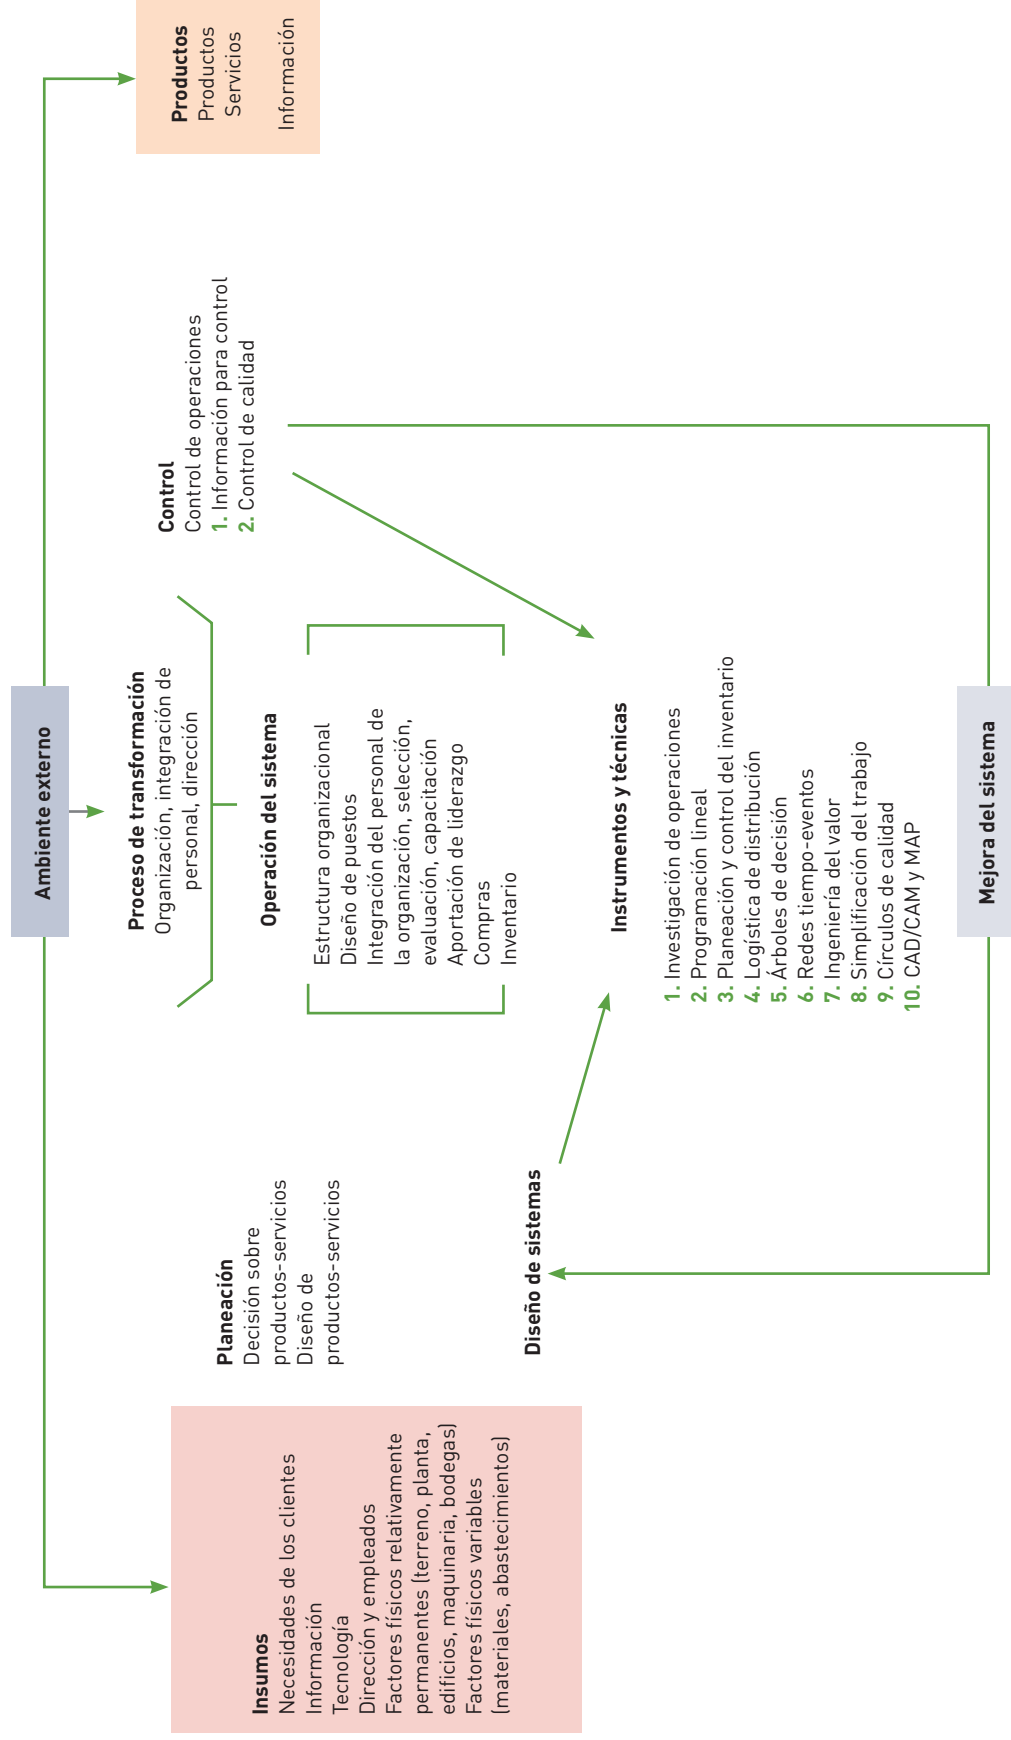 Ambiente externo
Insumos
Necesidades de los clientes
Información
Tecnología
Dirección y empleados
Factores físicos relativamente
permanentes (terreno, planta,
edificios, maquinaria, bodegas)
Factores físicos variables
(materiales, abastecimientos)
Planeación
Decisión sobre
productos-servicios
Diseño de
productos-servicios
Diseño de sistemas
Proceso de transformación
Organización, integración de
personal, dirección
Operación del sistema
Estructura organizacional
Diseño de puestos
Integración del personal de
la organización, selección,
evaluación, capacitación
Aportación de liderazgo
Compras
Inventario
Instrumentos y técnicas
1. Investigación de operaciones
2. Programación lineal
3. Planeación y control del inventario
4. Logística de distribución
5. Árboles de decisión
6. Redes tiempo-eventos
7. Ingeniería del valor
8. Simplificación del trabajo
9. Círculos de calidad
10. CAD/CAM y MAP
Control
Control de operaciones
1. Información para control
2. Control de calidad
Productos
Productos
Servicios
Información
Mejora del sistema